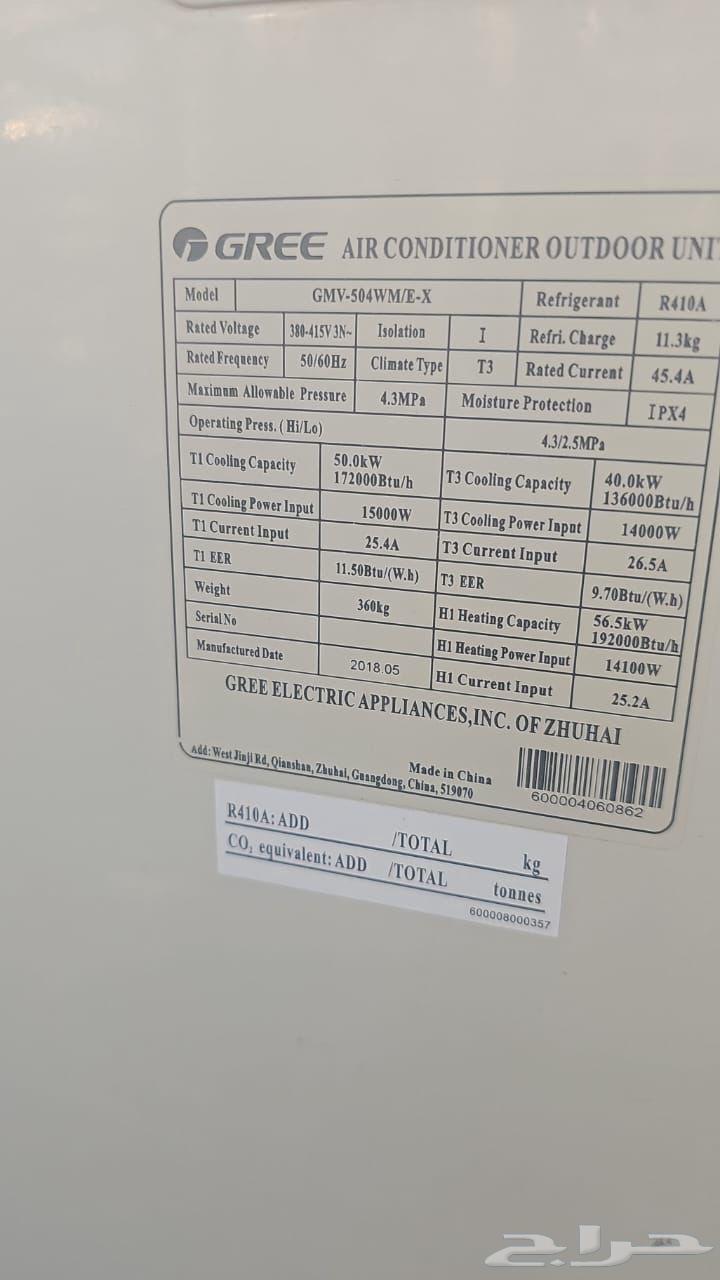 GREE AIR CONDITIONER OUTDOOR UNI
Model GMV-504WM/E-X Refrigerant R410A
Rated Voltage 380-415V 3N~ Isolation I Refri. Charge 11.3kg
Rated Frequency 50/60Hz Climate Type T3 Rated Current 45.4A
Maximum Allowable Pressure 4.3MPa Moisture Protection IPX4
Operating Press. (Hi/Lo) 4.3/2.5MPa
T1 Cooling Capacity 50.0kW 172000Btu/h T3 Cooling Capacity 40.0kW 136000Btu/h
T1 Cooling Power Input 15000W T3 Cooling Power Input 14000W
T1 Current Input 25.4A T3 Current Input 26.5A
T1 EER 11.50Btu/(W.h) T3 EER 9.70Btu/(W.h)
Weight 360kg H1 Heating Capacity 56.5kW 192000Btu/h
Serial No H1 Heating Power Input 14100W
Manufactured Date 2018.05 H1 Current Input 25.2A
GREE ELECTRIC APPLIANCES,INC. OF ZHUHAI
Add: West Jinji Rd, Qianshan, Zhuhai, Guangdong, China, 519070
Made in China
600004060862
R410A: ADD /TOTAL kg
CO₂ equivalent: ADD /TOTAL tonnes
600008000357
حراج